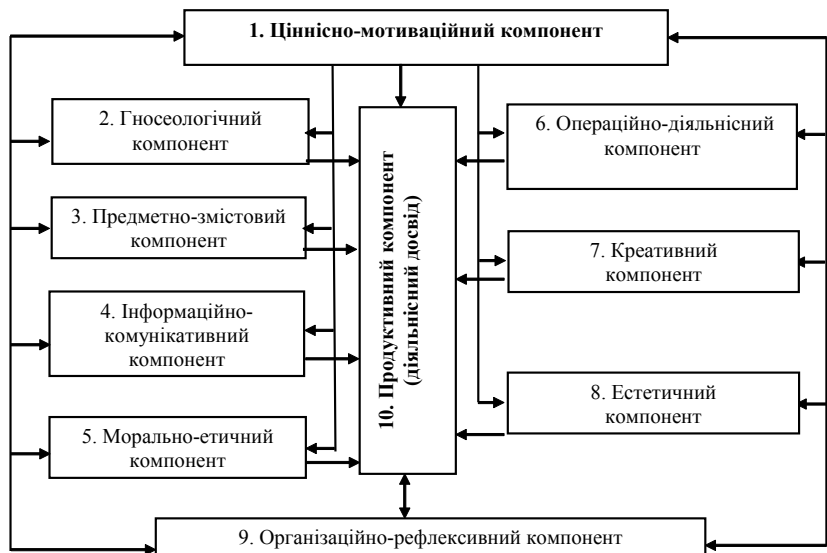 1. Ціннісно-мотиваційний компонент
2. Гносеологічний
компонент
3. Предметно-змістовий
компонент
4. Інформаційно-
комунікативний
компонент
5. Морально-етичний
компонент
10. Продуктивний компонент
(діяльнісний досвід)
6. Операційно-діяльнісний
компонент
7. Креативний
компонент
8. Естетичний
компонент
9. Організаційно-рефлексивний компонент